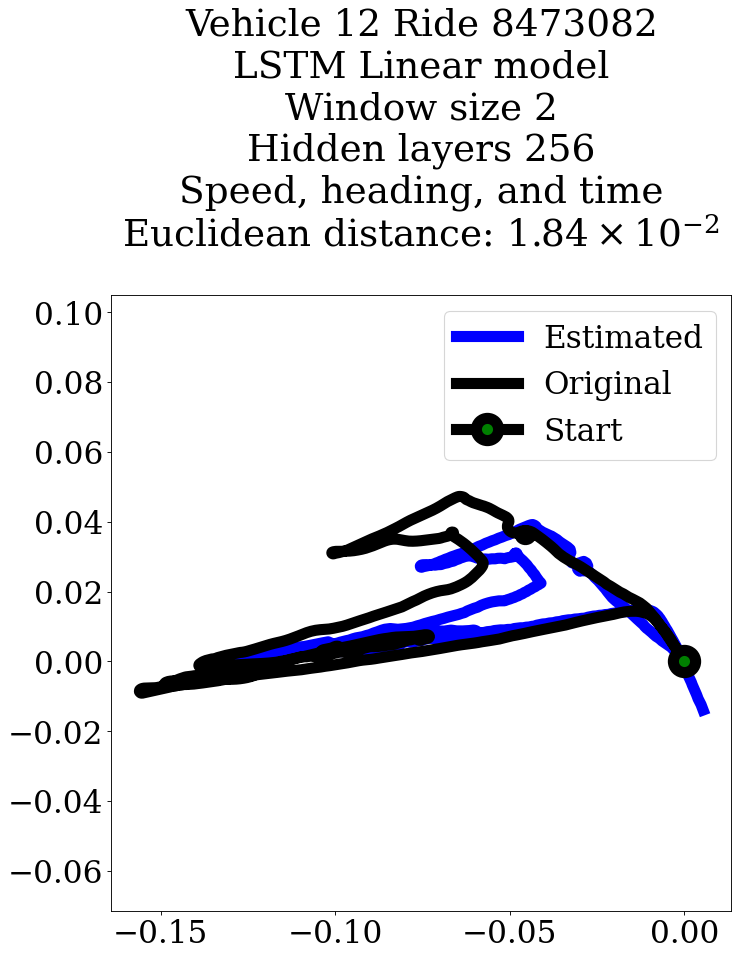 Vehicle 12 Ride 8473082
LSTM Linear model
Window size 2
Hidden layers 256
Speed, heading, and time
Euclidean distance: 1.84 × 10⁻²
Estimated
Original
Start
0.10
0.08
0.06
0.04
0.02
0.00
−0.02
−0.04
−0.06
−0.15
−0.10
−0.05
0.00